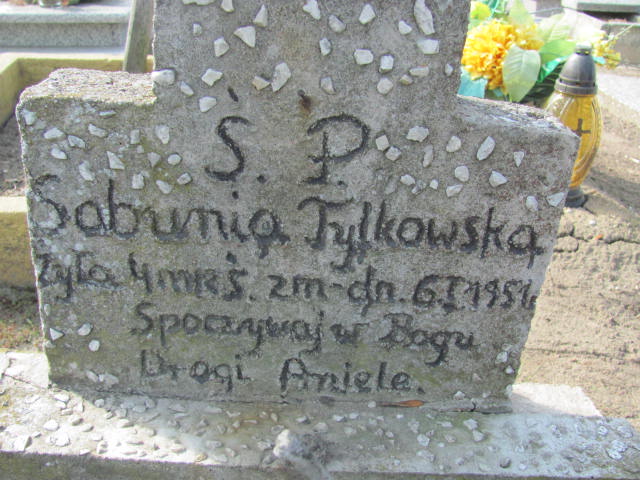 Ś. P.
Sabunia Tylkowska
Żyła 4 mieś. zm-dn. 6 I 1951
Spoczywaj w Bogu
Drogi Aniele.